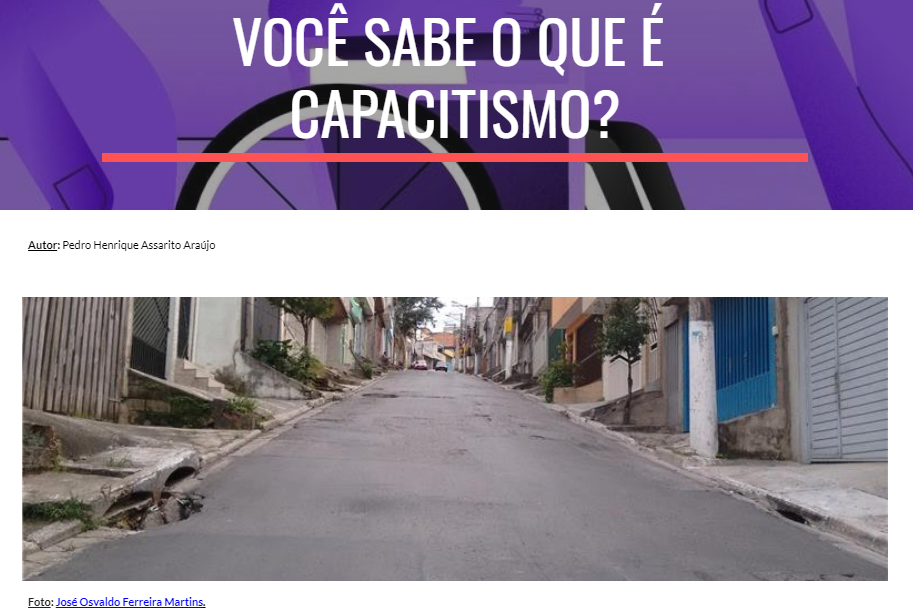 VOCÊ SABE O QUE É
CAPACITISMO?
Autor: Pedro Henrique Assarito Araújo
Foto: José Osvaldo Ferreira Martins.